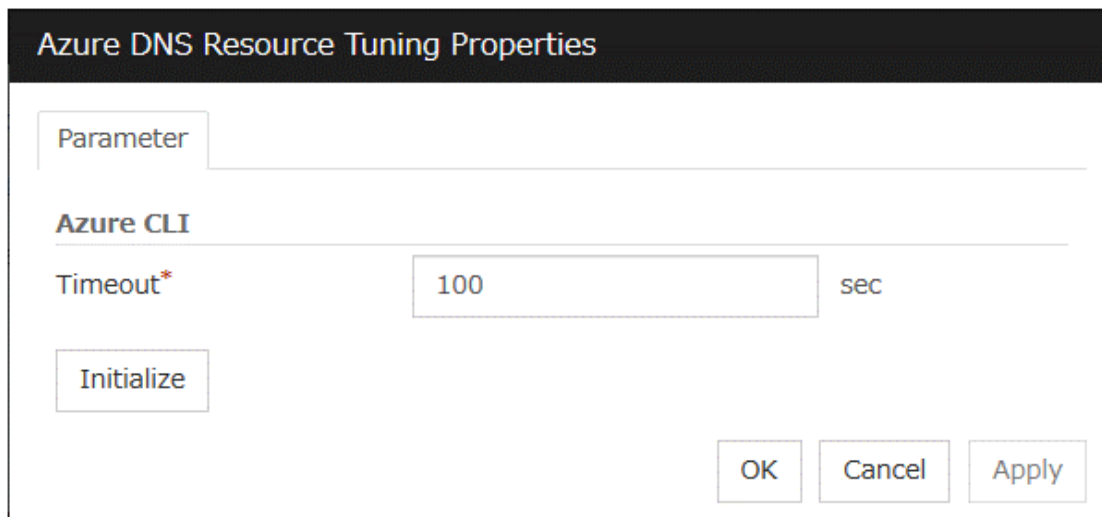 Azure DNS Resource Tuning Properties
Parameter
Azure CLI
Timeout* 100 sec
Initialize
OK Cancel Apply